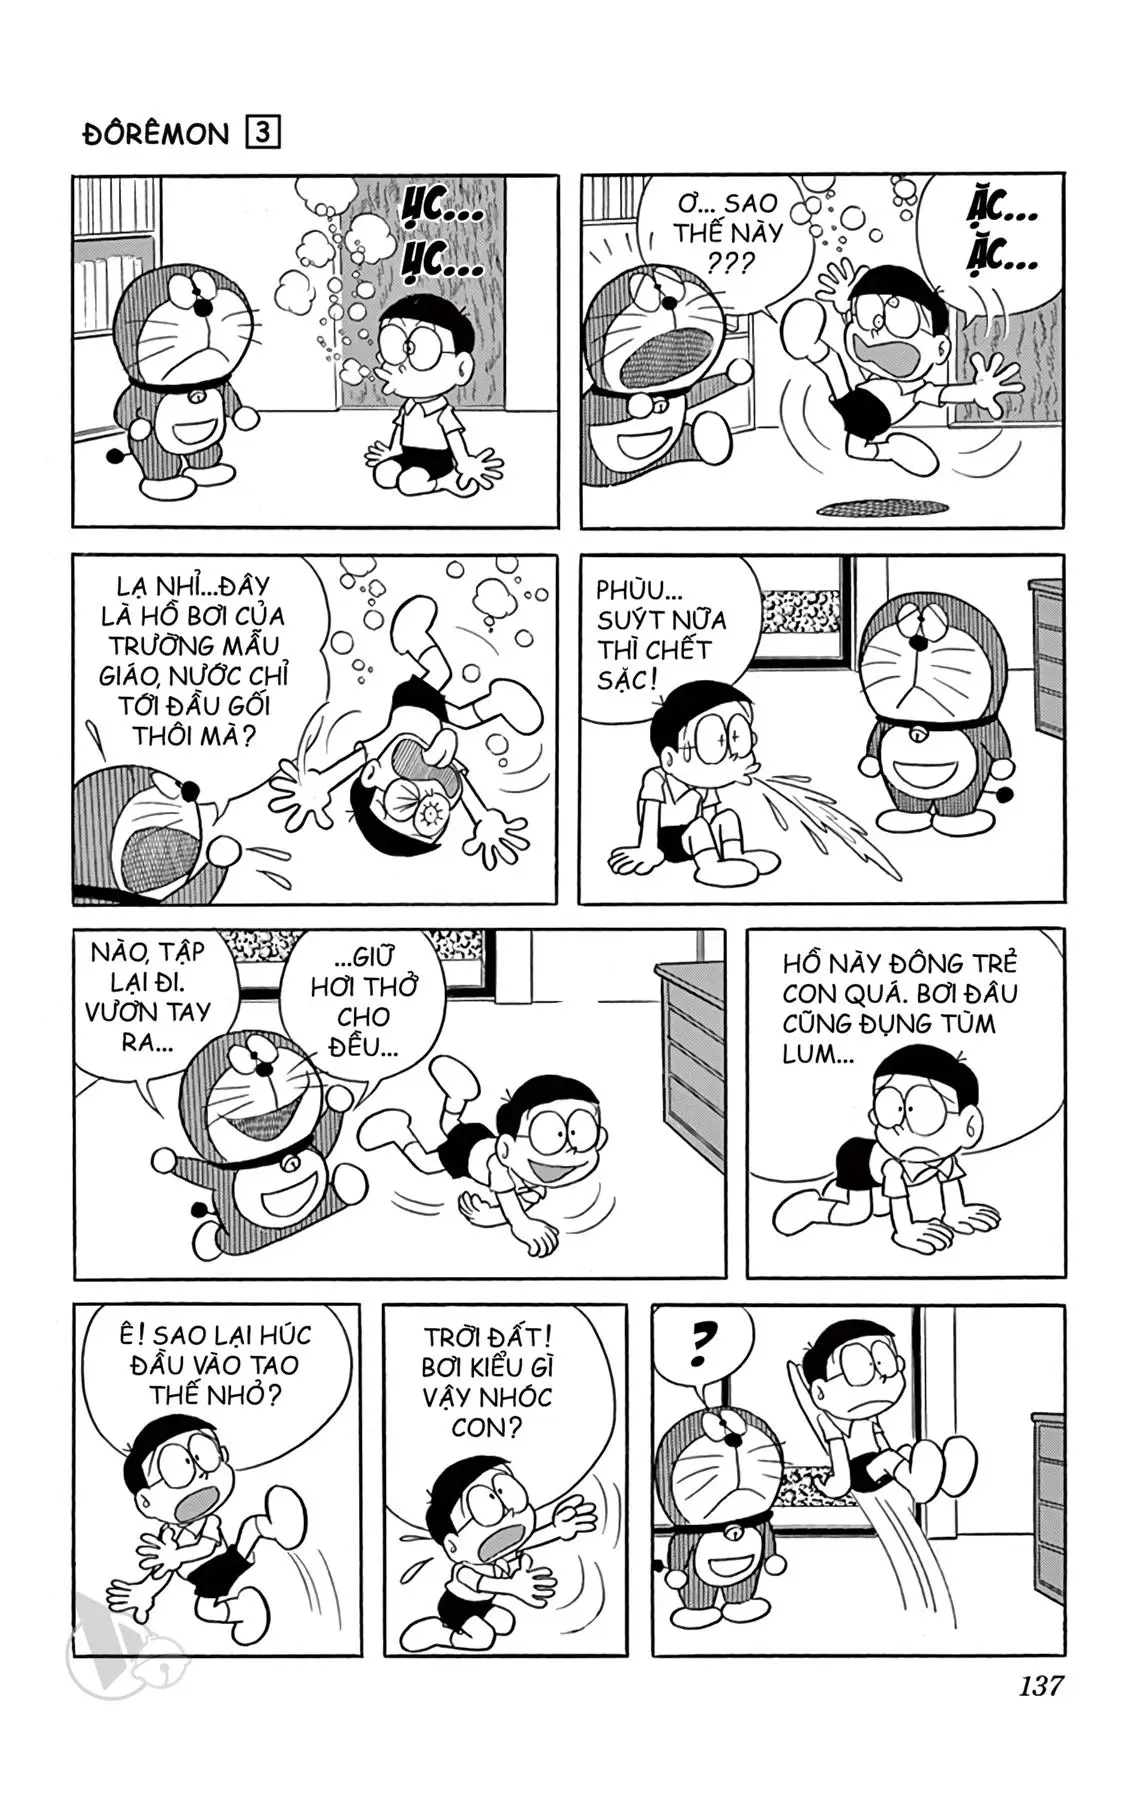 ĐÔRÊMON 3
ỤC...
ỤC...
Ơ... SAO
THẾ NÀY
???
ẶC...
ẶC...
LẠ NHỈ...ĐÂY
LÀ HỒ BƠI CỦA
TRƯỜNG MẪU
GIÁO, NƯỚC CHỈ
TỚI ĐẦU GỐI
THÔI MÀ?
PHÙU...
SUÝT NỮA
THÌ CHẾT
SẶC!
NÀO, TẬP
LẠI ĐI.
VƯƠN TAY
RA...
...GIỮ
HƠI THỞ
CHO
ĐỀU...
HỒ NÀY ĐÔNG TRẺ
CON QUÁ. BƠI ĐÂU
CŨNG ĐỤNG TÙM
LUM...
Ê! SAO LẠI HÚC
ĐẦU VÀO TAO
THẾ NHỎ?
TRỜI ĐẤT!
BƠI KIỂU GÌ
VẬY NHÓC
CON?
?
137